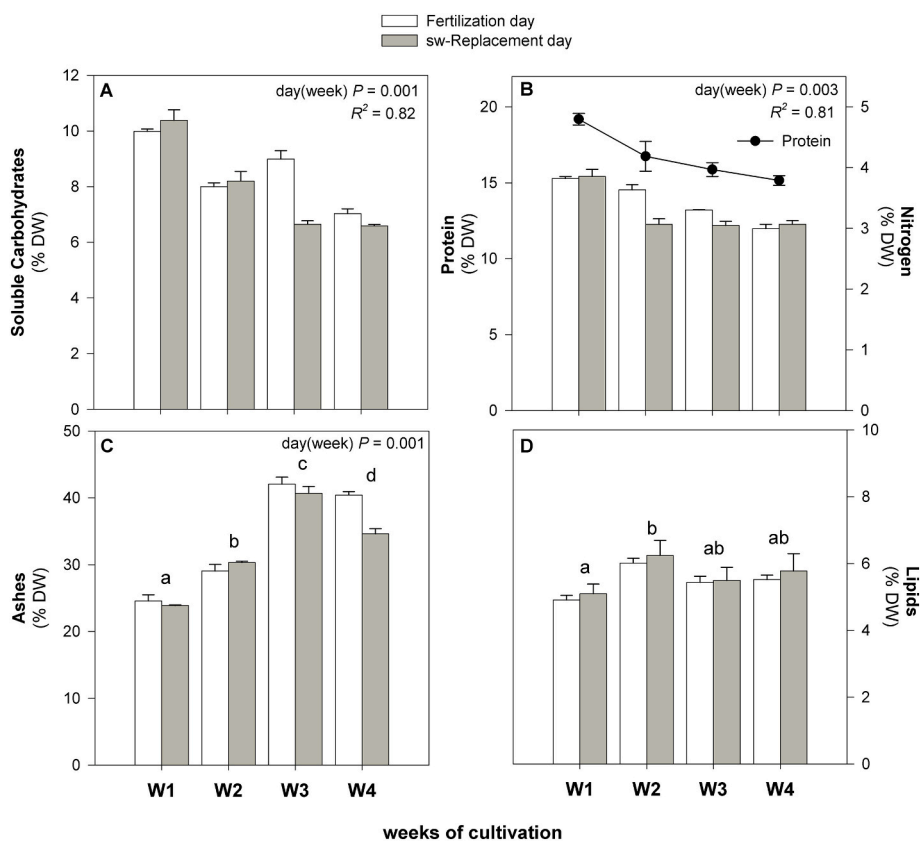 Fertilization day
sw-Replacement day
A
day(week) P = 0.001
R² = 0.82
12
10
8
6
4
2
0
Soluble Carbohydrates
(% DW)
B
day(week) P = 0.003
R² = 0.81
Protein
20
15
10
5
0
Protein
(% DW)
5
4
3
2
1
0
Nitrogen
(% DW)
C
day(week) P = 0.001
50
40
30
20
10
0
Ashes
(% DW)
a
b
c
d
W1
W2
W3
W4
D
a
b
ab
ab
10
8
6
4
2
0
Lipids
(% DW)
W1
W2
W3
W4
weeks of cultivation